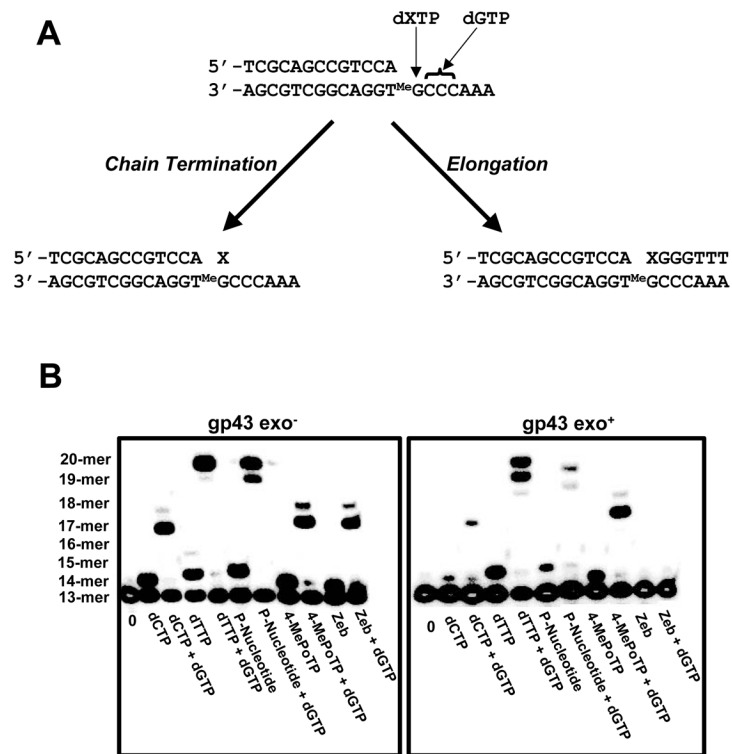 A
dXTP dGTP
5′-TCGCAGCCGTCCA
3′-AGCGTCGGCAGGTMeGCCCAAA
Chain Termination Elongation
5′-TCGCAGCCGTCCA X
3′-AGCGTCGGCAGGTMeGCCCAAA
5′-TCGCAGCCGTCCA XGGGTTT
3′-AGCGTCGGCAGGTMeGCCCAAA
B
gp43 exo-
gp43 exo+
20-mer
19-mer
18-mer
17-mer
16-mer
15-mer
14-mer
13-mer
0
dCTP
dCTP + dGTP
dTTP
dTTP + dGTP
P-Nucleotide
P-Nucleotide + dGTP
4-MePoTP
4-MePoTP + dGTP
Zeb
Zeb + dGTP
0
dCTP
dCTP + dGTP
dTTP
dTTP + dGTP
P-Nucleotide
P-Nucleotide + dGTP
4-MePoTP
4-MePoTP + dGTP
Zeb
Zeb + dGTP